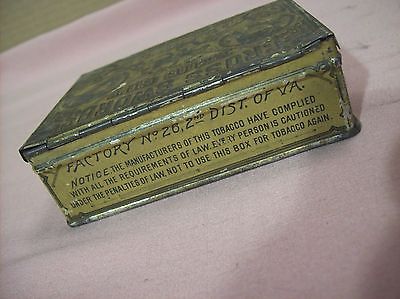 FACTORY No 26, 2ND DIST. OF VA.
NOTICE. THE MANUFACTURERS OF THIS TOBACCO HAVE COMPLIED
WITH ALL THE REQUIREMENTS OF LAW. EVERY PERSON IS CAUTIONED
UNDER THE PENALTIES OF LAW, NOT TO USE THIS BOX FOR TOBACCO AGAIN.